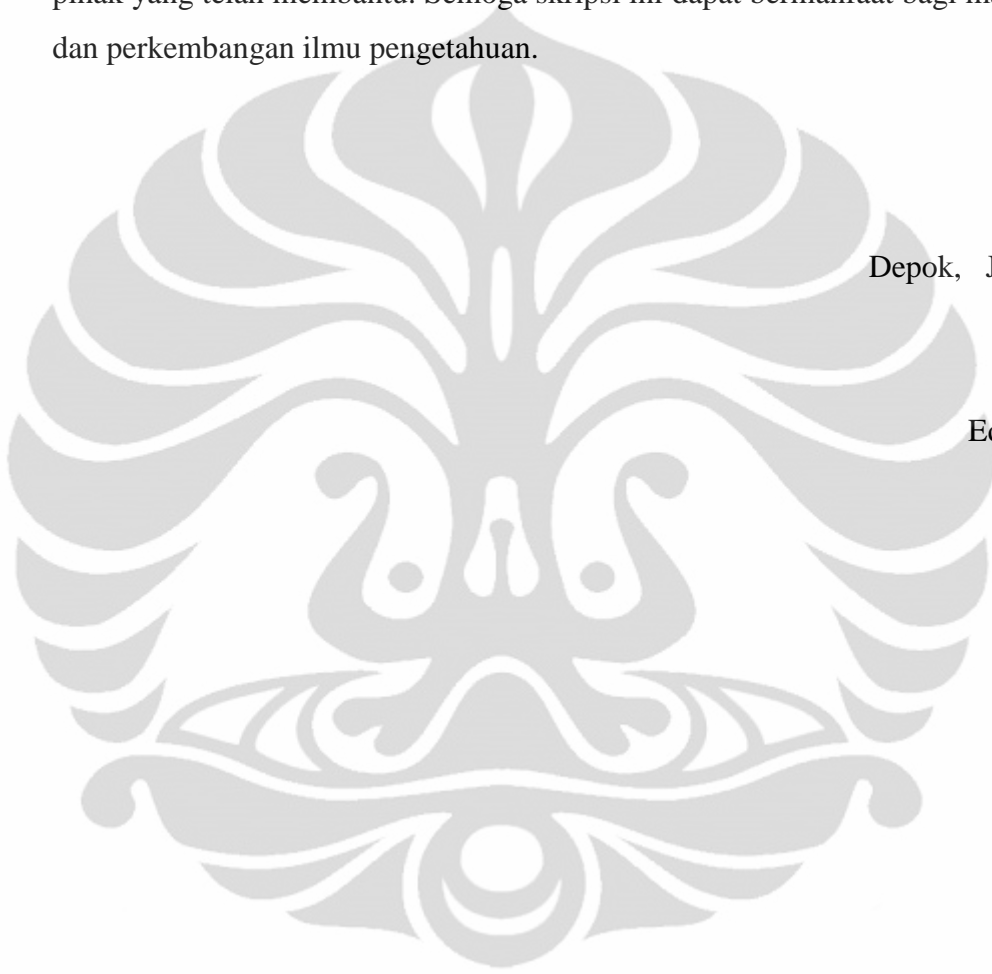 pihak yang telah membantu. Semoga skripsi ini dapat bermanfaat bagi
dan perkembangan ilmu pengetahuan.
Depok,